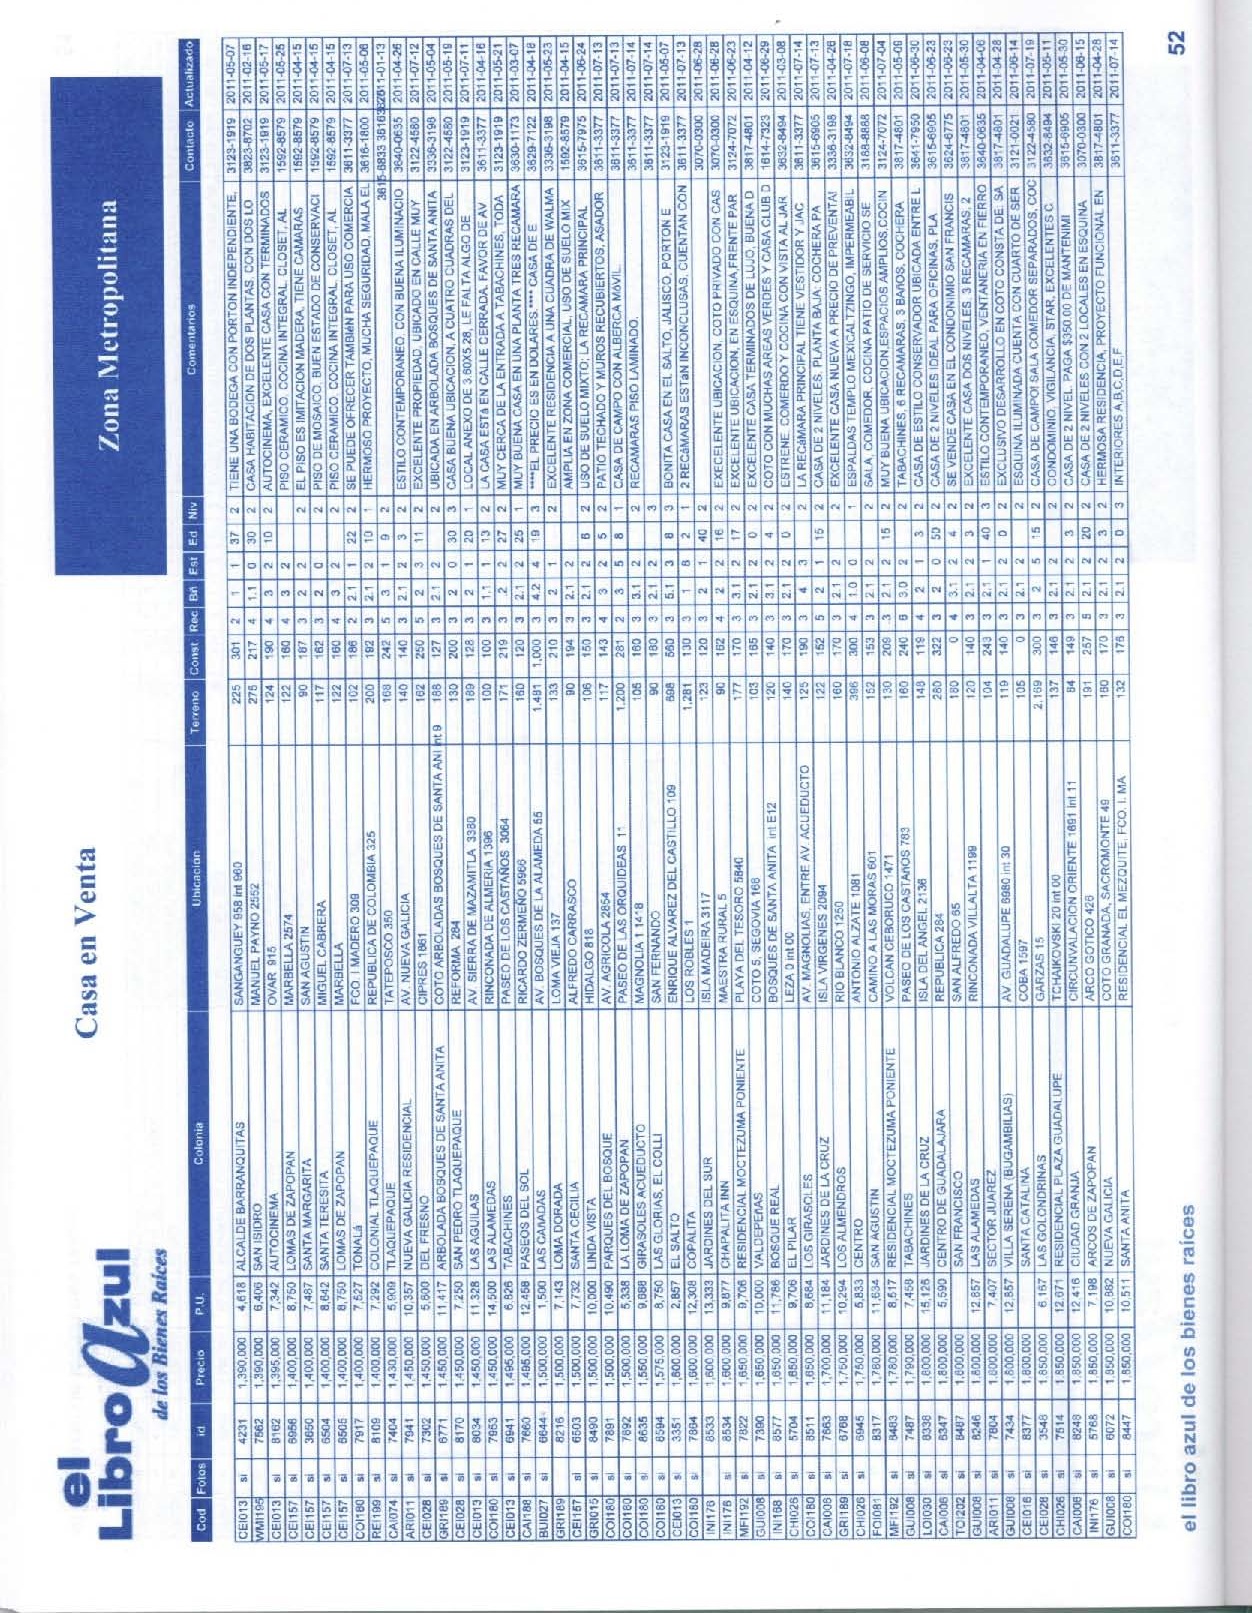 el Libro Azul
de los Bienes Raíces
Casa en Venta
Zona Metropolitana
Cod Fotos id Precio P.U. Colonia Ubicacion Terreno Const Rec Bñ Est Ed Niv Comentarios Contacto Actualizado
CEI013 si 4231 1,390,000 4,618 ALCALDE BARRANQUITAS SANGANGUEY 958 int 960 225 301 2 1 1 37 2 TIENE UNA BODEGA CON PORTON INDEPENDIENTE, 3123-1919 2011-05-07
WMI195 si 7582 1,390,000 6,406 SAN ISIDRO MANUEL PAYNO 2552 276 217 4 1.1 0 30 2 CASA HABITACION DE DOS PLANTAS, CON DOS LO 3823-8702 2011-02-16
CEI013 si 8162 1,395,000 7,342 AUTOCINEMA OVAR 915 124 190 4 3 2 10 2 AUTOCINEMA, EXCELENTE CASA CON TERMINADOS 3123-1919 2011-05-17
CEI157 si 6956 1,400,000 8,750 LOMAS DE ZAPOPAN MARBELLA 2574 122 160 4 3 2 PISO CERAMICO, COCINA INTEGRAL, CLOSET, AL 1592-8579 2011-05-25
CEI157 si 3650 1,400,000 7,487 SANTA MARGARITA SAN AGUSTIN 90 187 3 2 2 2 EL PISO ES IMITACION MADERA, TIENE CAMARAS 1592-8579 2011-04-15
CEI157 si 6504 1,400,000 8,642 SANTA TERESITA MIGUEL CABRERA 117 162 3 2 0 2 PISO DE MOSAICO, BUEN ESTADO DE CONSERVACI 1592-8579 2011-04-15
CEI157 si 6505 1,400,000 8,750 LOMAS DE ZAPOPAN MARBELLA 122 160 4 3 2 2 PISO CERAMICO, COCINA INTEGRAL, CLOSET, AL 1592-8579 2011-04-15
COI180 si 7917 1,400,000 7,527 TONALá FCO. I MADERO 309 102 186 2 2.1 1 22 2 SE PUEDE OFRECER TAMBIéN PARA USO COMERCIA 3611-3377 2011-07-13
REI199 si 8109 1,400,000 7,292 COLONIAL TLAQUEPAQUE REPUBLICA DE COLOMBIA 325 200 192 3 2.1 2 10 1 HERMOSO PROYECTO, MUCHA SEGURIDAD, MALA EL 3616-1800 2011-05-06
CAI074 si 7404 1,430,000 5,909 TLAQUEPAQUE TATEPOSCO 350 168 242 5 3 1 9 2
ARI011 si 7941 1,450,000 10,357 NUEVA GALICIA RESIDENCIAL AV. NUEVA GALICIA 140 140 3 2.1 2 3 2 ESTILO CONTEMPORANEO, CON BUENA ILUMINACIO 3640-0635 2011-04-26
CEI028 si 7302 1,450,000 5,800 DEL FRESNO CIPRES 1861 162 250 5 2 3 11 2 EXCELENTE PROPIEDAD, UBICADO EN CALLE MUY 3122-4580 2011-07-12
GRI169 si 6771 1,450,000 11,417 ARBOLADA BOSQUES DE SANTA ANITA COTO ARBOLADAS BOSQUES DE SANTA ANI int 9 188 127 3 2.1 2 0 2 UBICADA EN ARBOLADA BOSQUES DE SANTA ANITA 3336-3198 2011-05-04
CEI028 si 8170 1,450,000 7,250 SAN PEDRO TLAQUEPAQUE REFORMA 284 130 200 3 2 0 30 3 CASA BUENA UBICACION, A CUATRO CUADRAS DEL 3122-4580 2011-05-19
CEI013 si 8034 1,450,000 11,328 LAS AGUILAS AV. SIERRA DE MAZAMITLA 3380 189 128 3 2 1 20 1 LOCAL ANEXO DE 3.80X5.28, LE FALTA ALGO DE 3123-1919 2011-07-11
COI180 si 7953 1,450,000 14,500 LAS ALAMEDAS RINCONADA DE ALMERIA 1396 100 100 3 1.1 1 13 2 LA CASA ESTá EN CALLE CERRADA, FAVOR DE AV 3611-3377 2011-04-16
CEI013 si 6941 1,495,000 6,826 TABACHINES PASEO DE LOS CASTAÑOS 3064 171 219 3 .2 2 27 2 MUY CERCA DE LA ENTRADA A TABACHINES, TODA 3123-1919 2011-05-21
CAI188 si 7660 1,495,000 12,458 PASEOS DEL SOL RICARDO ZERMEÑO 5966 160 120 3 2.1 2 25 1 MUY BUENA CASA EN UNA PLANTA TRES RECAMARA 3630-1173 2011-03-07
BUI027 si 6644 1,500,000 1,500 LAS CAñADAS AV. BOSQUES DE LA ALAMEDA 55 1,481 1,000 3 4.2 4 19 3 ****EL PRECIO ES EN DOLARES. **** CASA DE E 3629-7122 2011-04-18
GRI169 si 8216 1,500,000 7,143 LOMA DORADA LOMA VIEJA 137 133 210 3 2 2 2 EXCELENTE RESIDENCIA A UNA CUADRA DE WALMA 3336-3198 2011-05-23
CEI157 si 6503 1,500,000 7,732 SANTA CECILIA ALFREDO CARRASCO 90 194 3 2.1 2 AMPLIA EN ZONA COMERCIAL, USO DE SUELO MIX 1592-8579 2011-04-15
GRI015 si 8490 1,500,000 10,000 LINDA VISTA HIDALGO 818 106 150 3 2.1 2 6 2 USO DE SUELO MIXTO, LA RECAMARA PRINCIPAL 3615-7975 2011-06-24
COI180 si 7891 1,500,000 10,490 PARQUES DEL BOSQUE AV. AGRICOLA 2854 117 143 4 3 2 5 2 PATIO TECHADO Y MUROS RECUBIERTOS, ASADOR 3611-3377 2011-07-13
COI180 si 7692 1,500,000 5,338 LA LOMA DE ZAPOPAN PASEO DE LAS ORQUIDEAS 11 1,200 281 2 3 5 8 1 CASA DE CAMPO CON ALBERCA MóVIL. 3611-3377 2011-07-13
COI180 si 8635 1,550,000 9,688 GIRASOLES ACUEDUCTO MAGNOLIA 1 14*8 105 160 3 3.1 2 2 RECAMARAS PISO LAMINADO. 3611-3377 2011-07-14
COI180 si 8594 1,575,000 8,750 LAS GLORIAS, EL COLLI SAN FERNANDO 90 180 3 2.1 3 3 3611-3377 2011-07-14
CEI013 si 3351 1,600,000 2,857 EL SALTO ENRIQUE ALVAREZ DEL CASTILLO 109 698 560 3 5.1 3 8 3 BONITA CASA EN EL SALTO, JALISCO. PORTON E 3123-1919 2011-05-07
COI180 si 7894 1,600,000 12,308 COPALITA LOS ROBLES 1 1,281 130 3 1 8 2 1 2 RECáMARAS ESTáN INCONCLUSAS, CUENTAN CON 3611 3377 2011-07-13
INI176 si 8533 1,600,000 13,333 JARDINES DEL SUR ISLA MADEIRA 3117 123 120 3 2 1 40 2 3070-0300 2011-06-28
INI176 si 8534 1,600,000 9,877 CHAPALITA INN MAESTRA RURAL 5 90 162 4 2 2 16 2 EXECELENTE UBICACION, COTO PRIVADO CON CAS 3070-0300 2011-06-28
MFI192 si 7822 1,650,000 9,706 RESIDENCIAL MOCTEZUMA PONIENTE PLAYA DEL TESORO 5840 177 170 3 3.1 2 17 2 EXCELENTE UBICACION, EN ESQUINA,FRENTE PAR 3124-7072 2011-06-23
GUI008 si 7390 1,650,000 10,000 VALDEPEñAS COTO 5, SEGOVIA 168 103 165 3 2.1 2 0 2 EXCELENTE CASA TERMINADOS DE LUJO, BUENA D 3817-4801 2011-04-12
INI198 si 8577 1,650,000 11,786 BOSQUE REAL BOSQUES DE SANTA ANITA int E12 120 140 3 3.1 2 4 2 COTO CON MUCHAS AREAS VERDES Y CASA CLUB D 1614-7323 2011-06-29
CHI026 si 5704 1,650,000 9,706 EL PILAR LEZA 0 int 00 140 170 3 2.1 2 0 2 ESTRENE, COMERDO Y COCINA CON VISTA AL JAR 3632-8494 2011-03-08
COI180 si 8511 1,650,000 8,684 LOS GIRASOLES AV. MAGNOLIAS, ENTRE AV. ACUEDUCTO 125 190 3 4 3 2 LA RECáMARA PRINCIPAL TIENE VESTIDOR Y JAC 3611-3377 2011-07-14
CAI006 si 7663 1,700,000 11,184 JARDINES DE LA CRUZ ISLA VIRGENES 2094 122 152 5 2 1 15 2 CASA DE 2 NIVELES. PLANTA BAJA, COCHERA PA 3615-6905 2011-07-13
GRI189 si 6768 1,750,000 10,294 LOS ALMENDROS RIO BLANCO 1250 160 170 3 2.1 2 2 EXCELENTE CASA NUEVA A PRECIO DE PREVENTA! 3336-3198 2011-04-26
CHI026 si 6945 1,750,000 5,833 CENTRO ANTONIO ALZATE 1081 396 300 4 1.0 0 1 ESPALDAS TEMPLO MEXICALTZINGO, IMPERMEABIL 3632-8494 2011-07-18
FOI081 si 8317 1,780,000 11,634 SAN AGUSTIN CAMINO A LAS MORAS 601 152 153 3 2.1 2 2 SALA, COMEDOR, COCINA PATIO DE SERVICIO SE 3188-8888 2011-06-08
MFI192 si 8483 1,780,000 8,517 RESIDENCIAL MOCTEZUMA PONIENTE VOLCAN CEBORUCO 1471 130 209 3 2.1 2 15 2 MUY BUENA UBICACION,ESPACIOS AMPLIOS,COCIN 3124-7072 2011-07-04
GUI008 si 7487 1,790,000 7,458 TABACHINES PASEO DE LOS CASTAñOS 783 160 240 6 3.0 2 2 TABACHINES, 6 RECAMARAS, 3 BAñOS, COCHERA 3817-4801 2011-05-09
LOI030 si 8338 1,800,000 15,126 JARDINES DE LA CRUZ ISLA DEL ANGEL 2136 148 119 4 2 1 3 2 CASA DE ESTILO CONSERVADOR UBICADA ENTRE L 3641-7950 2011-06-30
CAI006 si 8347 1,800,000 5,590 CENTRO DE GUADALAJARA REPUBLICA 264 280 322 3 2 0 50 2 CASA DE 2 NIVELES IDEAL PARA OFICINAS, PLA 3615-6905 2011-06-23
TOI202 si 8487 1,800,000 SAN FRANCISCO SAN ALFREDO 65 180 0 4 3.1 2 4 2 SE VENDE CASA EN EL CONDOMINIO SAN FRANCIS 3624-6775 2011-06-23
GUI008 si 8246 1,800,000 12,857 LAS ALAMEDAS RINCONADA VILLALTA 1199 120 140 3 2.1 2 3 2 EXCELENTE CASA DOS NIVELES, 3 RECAMARAS, 2 3817-4801 2011-05-30
ARI011 si 7804 1,800,000 7,407 SECTOR JUAREZ 104 243 3 2.1 1 40 3 ESTILO CONTEMPORANEO, VENTANERIA EN FIERRO 3640-0635 2011-04-06
GUI008 si 7434 1,800,000 12,857 VILLA SERENA (BUGAMBILIAS) AV. GUADALUPE 6980 int 30 119 140 3 2.1 2 0 2 EXCLUSIVO DESARROLLO EN COTO CONSTA DE, SA 3817-4801 2011-04-28
CEI016 si 8377 1,800,000 SANTA CATALINA COBA 1597 105 0 3 2.1 2 2 ESQUINA ILUMINADA CUENTA CON CUARTO DE SER 3121-0021 2011-06-14
CEI028 si 3548 1,850,000 6,167 LAS GOLONDRINAS GARZAS 15 2,169 300 3 2 5 15 2 CASA DE CAMPOI SALA COMEDOR SEPARADOS, COC 3122-4580 2011-07-19
CHI026 si 7514 1,850,000 12,671 RESIDENCIAL PLAZA GUADALUPE TCHAIKOVSKI 20 int 00 137 146 3 2.1 2 2 CONDOMINIO, VIGILANCIA, STAR, EXCELENTES C 3632-8494 2011-05-11
CAI006 si 8248 1,850,000 12,416 CIUDAD GRANJA CIRCUNVALACION ORIENTE 1691 int 11 84 149 3 2.1 2 3 2 CASA DE 2 NIVEL, PAGA $350.00 DE MANTENIMI 3615-6905 2011-05-30
INI176 si 5768 1,850,000 7,198 ARCOS DE ZAPOPAN ARCO GOTICO 426 191 257 5 3 2 20 2 CASA DE 2 NIVELES CON 2 LOCALES EN ESQUINA 3070-0300 2011-06-15
GUI008 si 6072 1,850,000 10,882 NUEVA GALICIA COTO GRANADA, SACROMONTE 49 160 170 3 2.1 2 3 2 HERMOSA RESIDENCIA, PROYECTO FUNCIONAL EN 3817-4801 2011-04-28
COI180 si 8447 1,850,000 10,511 SANTA ANITA RESIDENCIAL EL MEZQUITE, FCO. I. MA 132 176 3 2 2 0 3 INTERIORES A,B,C,D,E,F 3611-3377 2011-07-14
el libro azul de los bienes raíces
52